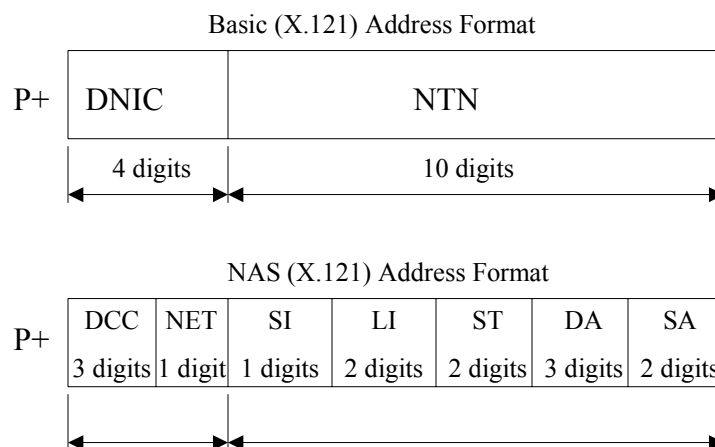 Basic (X.121) Address Format
P+ DNIC NTN
4 digits 10 digits
NAS (X.121) Address Format
DCC NET SI LI ST DA SA
P+
3 digits 1 digit 1 digits 2 digits 2 digits 3 digits 2 digits